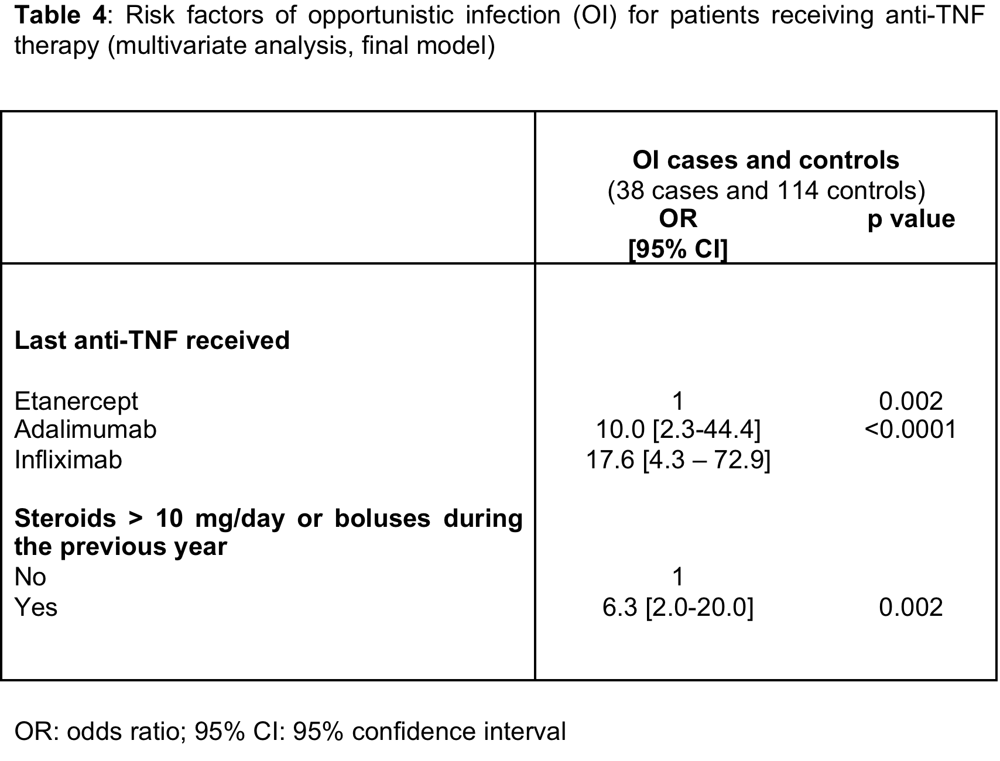 Table 4: Risk factors of opportunistic infection (OI) for patients receiving anti-TNF
therapy (multivariate analysis, final model)
OI cases and controls
(38 cases and 114 controls)
OR p value
[95% CI]
Last anti-TNF received
Etanercept 1 0.002
Adalimumab 10.0 [2.3-44.4] <0.0001
Infliximab 17.6 [4.3 – 72.9]
Steroids > 10 mg/day or boluses during
the previous year
No 1
Yes 6.3 [2.0-20.0] 0.002
OR: odds ratio; 95% CI: 95% confidence interval